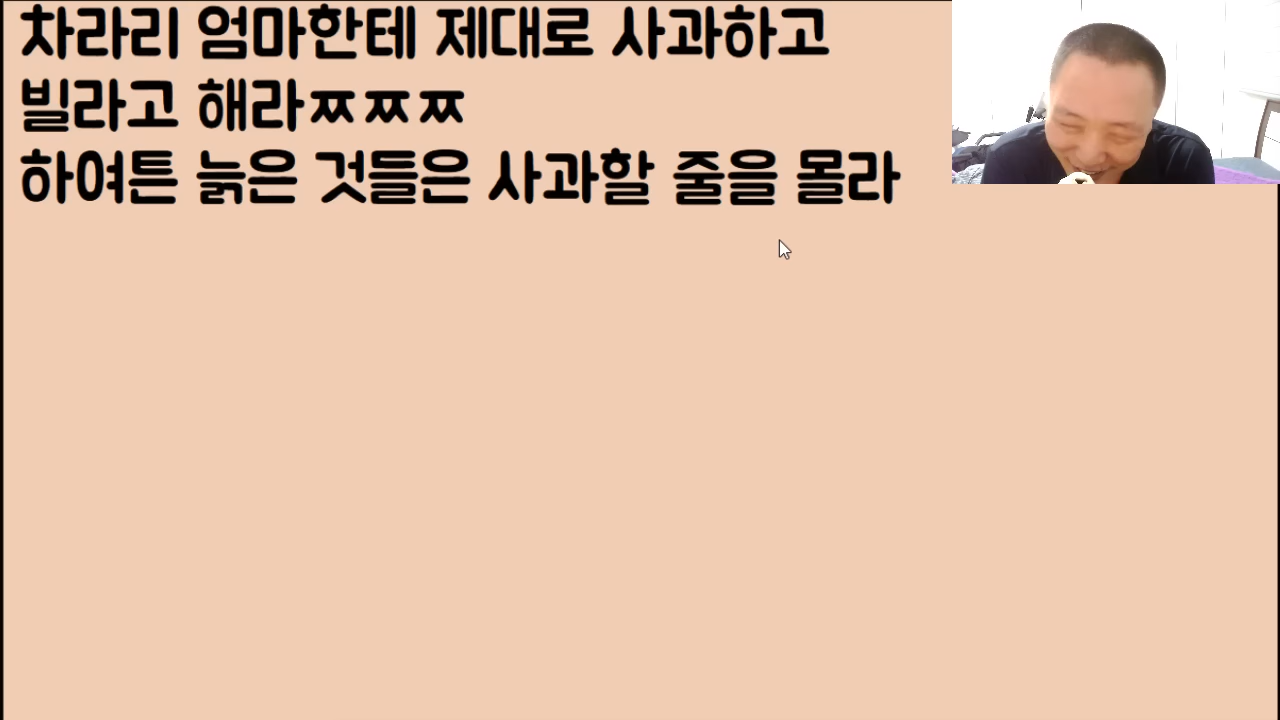 차라리 엄마한테 제대로 사과하고
빌라고 해라ㅉㅉㅉ
하여튼 늙은 것들은 사과할 줄을 몰라